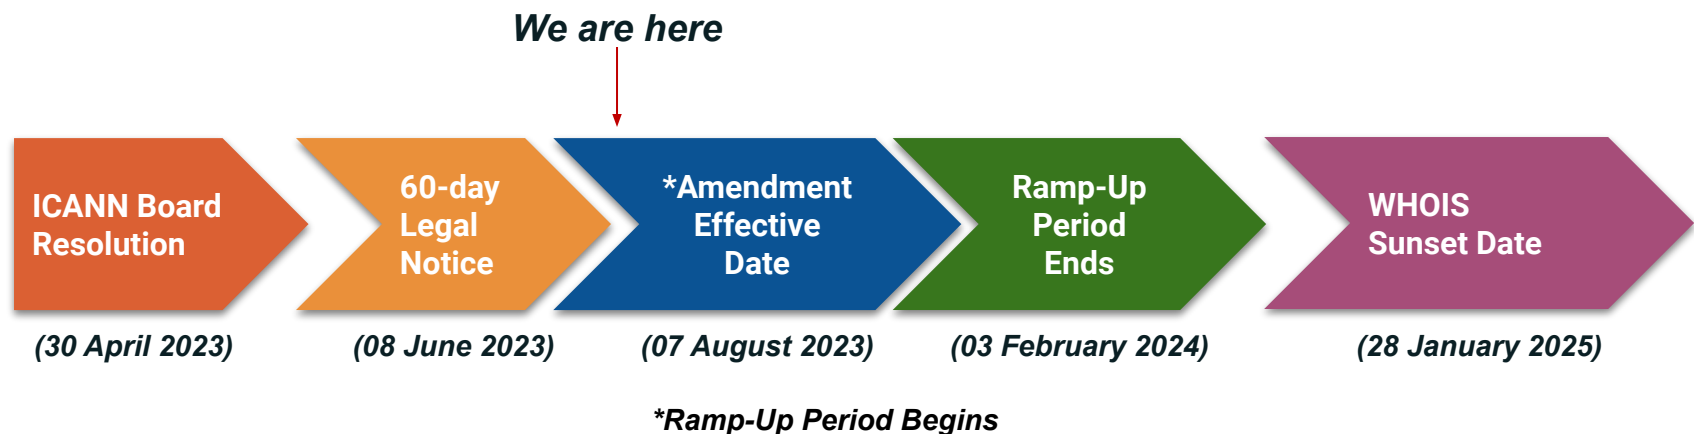 We are here
ICANN Board
Resolution
60-day
Legal
Notice
*Amendment
Effective
Date
Ramp-Up
Period
Ends
WHOIS
Sunset Date
(30 April 2023)
(08 June 2023)
(07 August 2023)
(03 February 2024)
(28 January 2025)
*Ramp-Up Period Begins